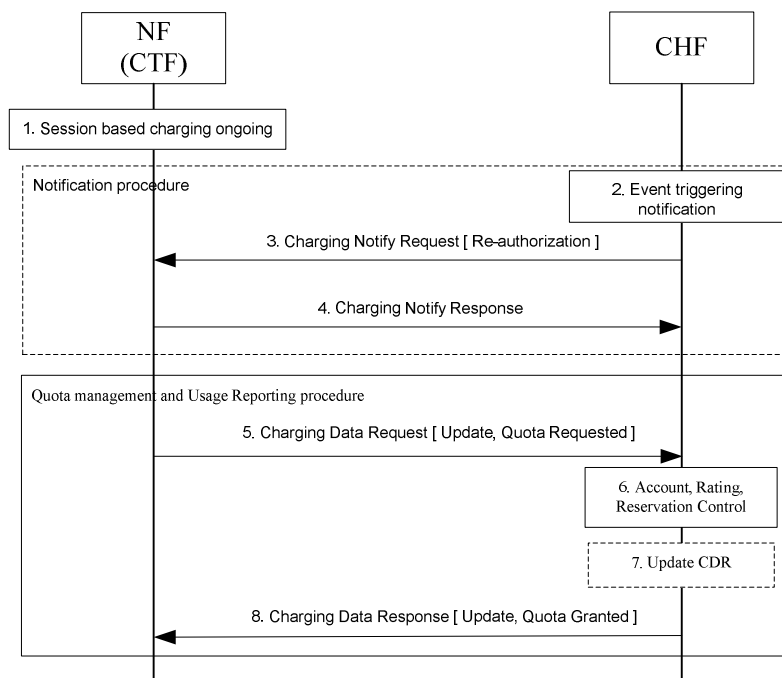 NF
(CTF)
CHF
1. Session based charging ongoing
Notification procedure
2. Event triggering
notification
3. Charging Notify Request [ Re-authorization ]
4. Charging Notify Response
Quota management and Usage Reporting procedure
5. Charging Data Request [ Update, Quota Requested ]
6. Account, Rating,
Reservation Control
7. Update CDR
8. Charging Data Response [ Update, Quota Granted ]